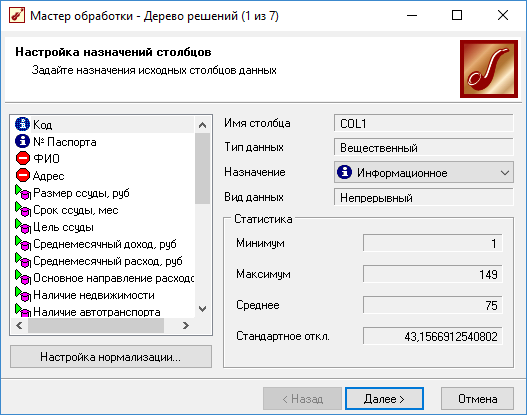 Мастер обработки - Дерево решений (1 из 7)
Настройка назначений столбцов
Задайте назначения исходных столбцов данных
Код
№ Паспорта
ФИО
Адрес
Размер ссуды, руб
Срок ссуды, мес
Цель ссуды
Среднемесячный доход, руб
Среднемесячный расход, руб
Основное направление расходо
Наличие недвижимости
Наличие автотранспорта
Настройка нормализации...
Имя столбца COL1
Тип данных Вещественный
Назначение Информационное
Вид данных Непрерывный
Статистика
Минимум 1
Максимум 149
Среднее 75
Стандартное откл. 43,1566912540802
< Назад Далее > Отмена